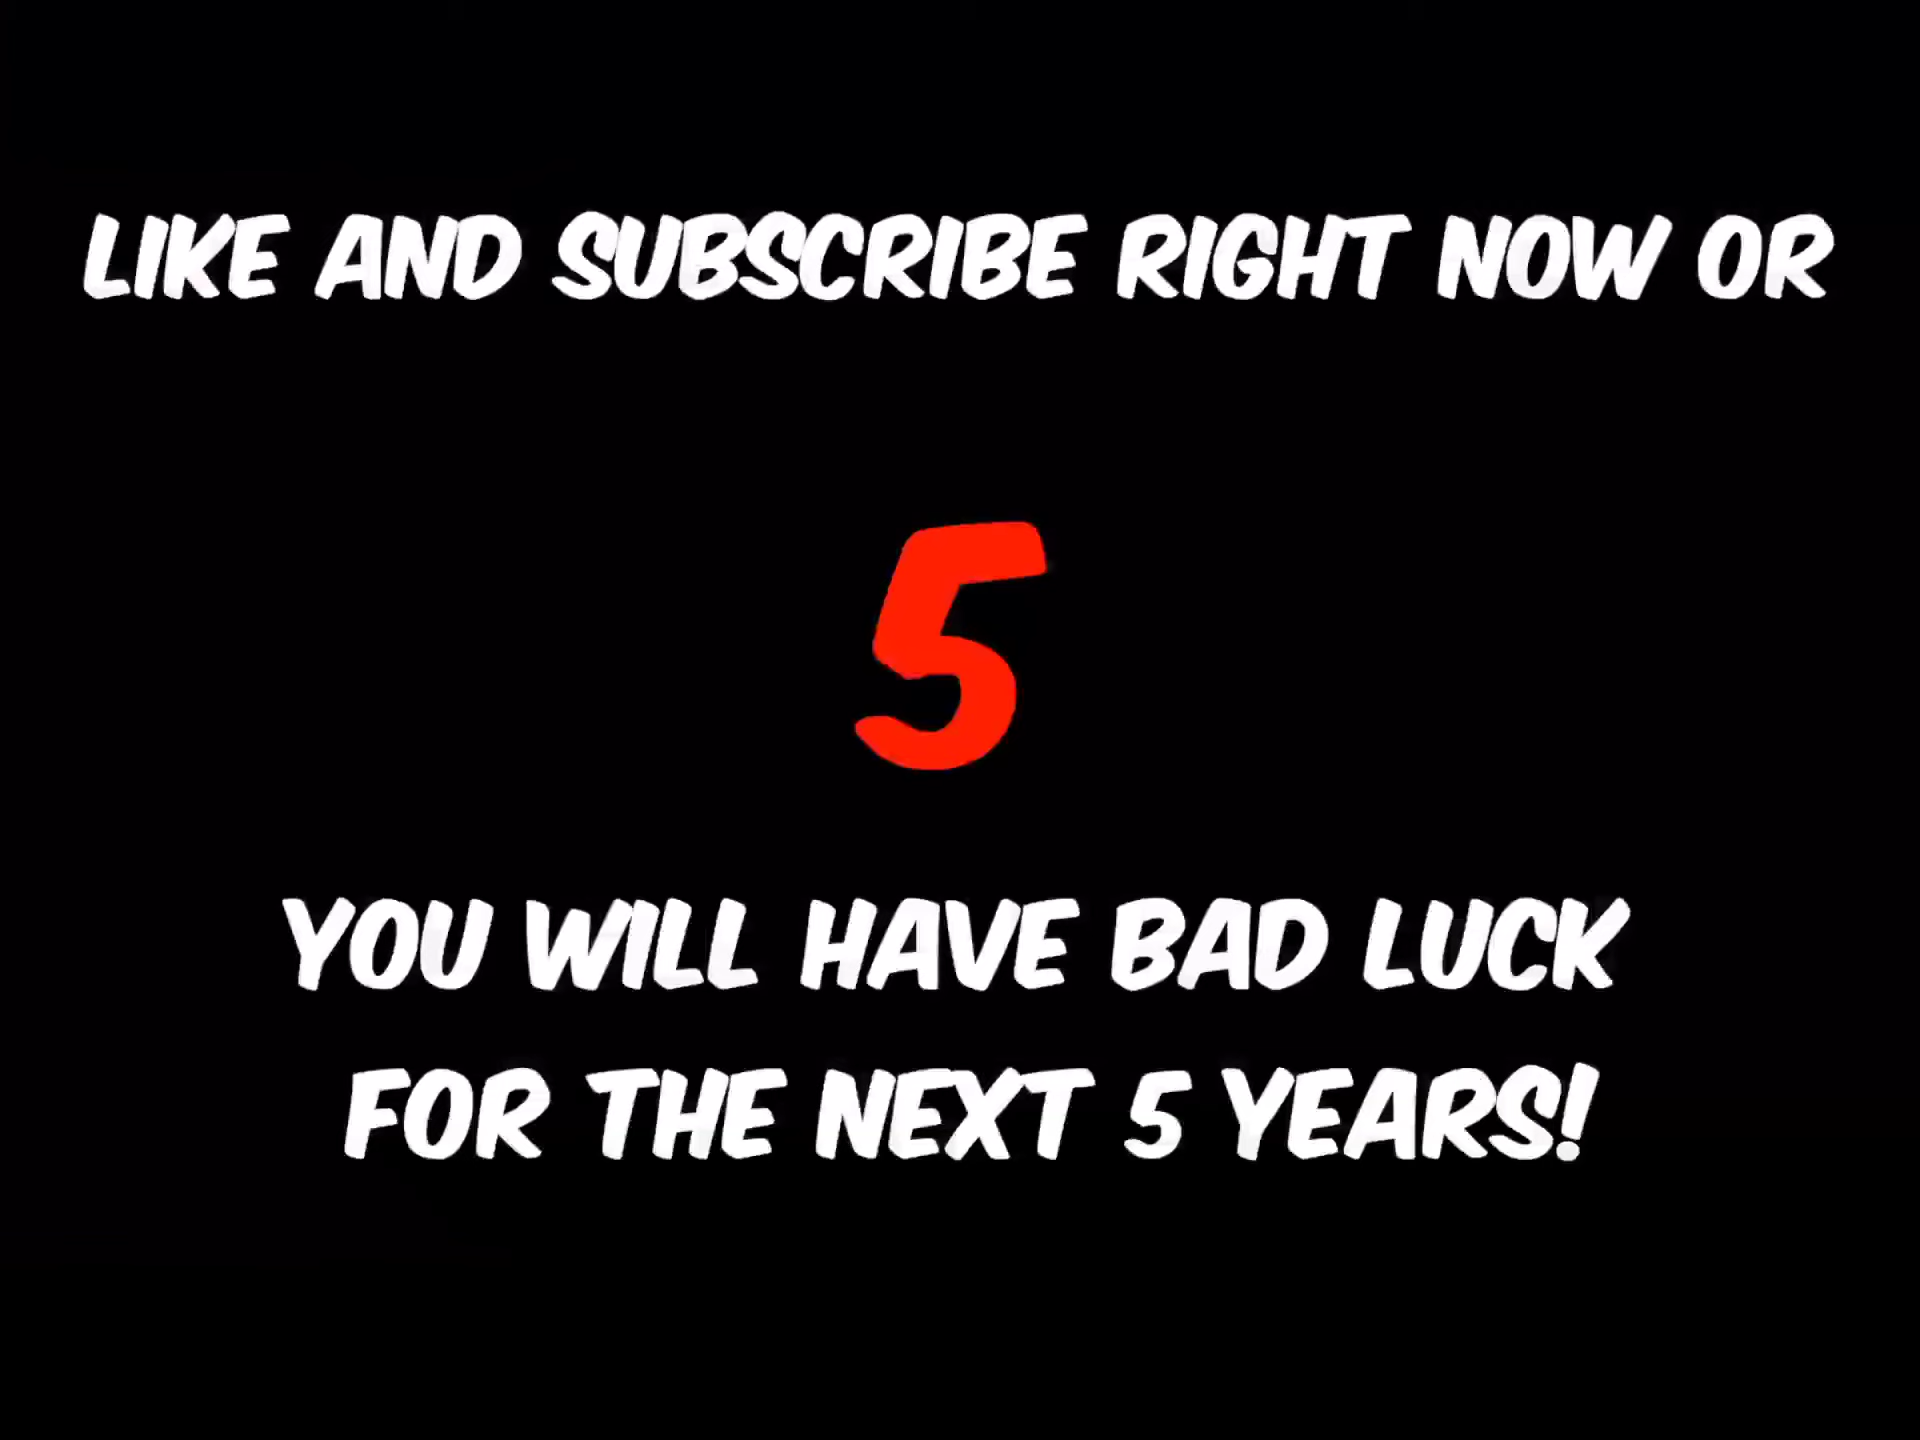 LIKE AND SUBSCRIBE RIGHT NOW OR
5
YOU WILL HAVE BAD LUCK
FOR THE NEXT 5 YEARS!